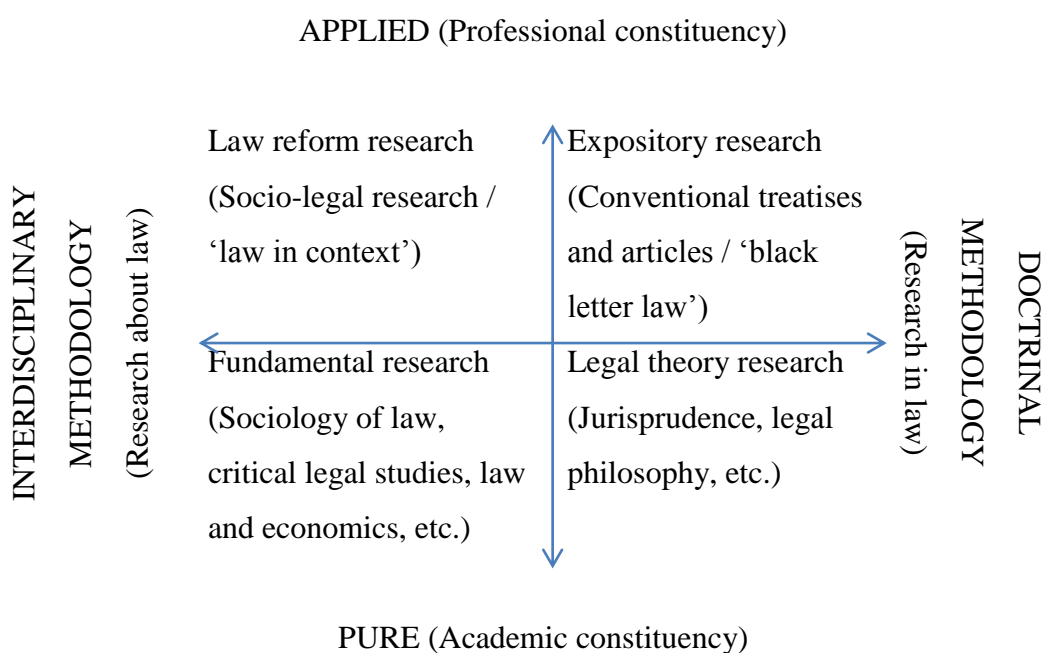 APPLIED (Professional constituency)
INTERDISCIPLINARY
METHODOLOGY
(Research about law)
Law reform research
(Socio-legal research /
‘law in context’)
Expository research
(Conventional treatises
and articles / ‘black
letter law’)
Fundamental research
(Sociology of law,
critical legal studies, law
and economics, etc.)
Legal theory research
(Jurisprudence, legal
philosophy, etc.)
DOCTRINAL
METHODOLOGY
(Research in law)
PURE (Academic constituency)